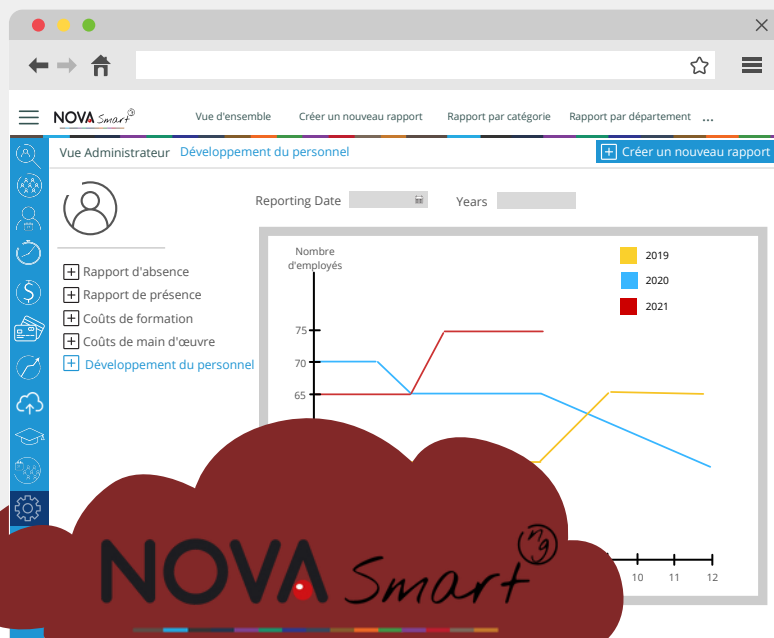 NOVA Smart ng
Vue d'ensemble Créer un nouveau rapport Rapport par catégorie Rapport par département ...
Vue Administrateur Développement du personnel + Créer un nouveau rapport
Reporting Date Years
+ Rapport d'absence
+ Rapport de présence
+ Coûts de formation
+ Coûts de main d'œuvre
+ Développement du personnel
Nombre
d'employés
2019
2020
2021
75
70
65
10 11 12
NOVA Smart ng